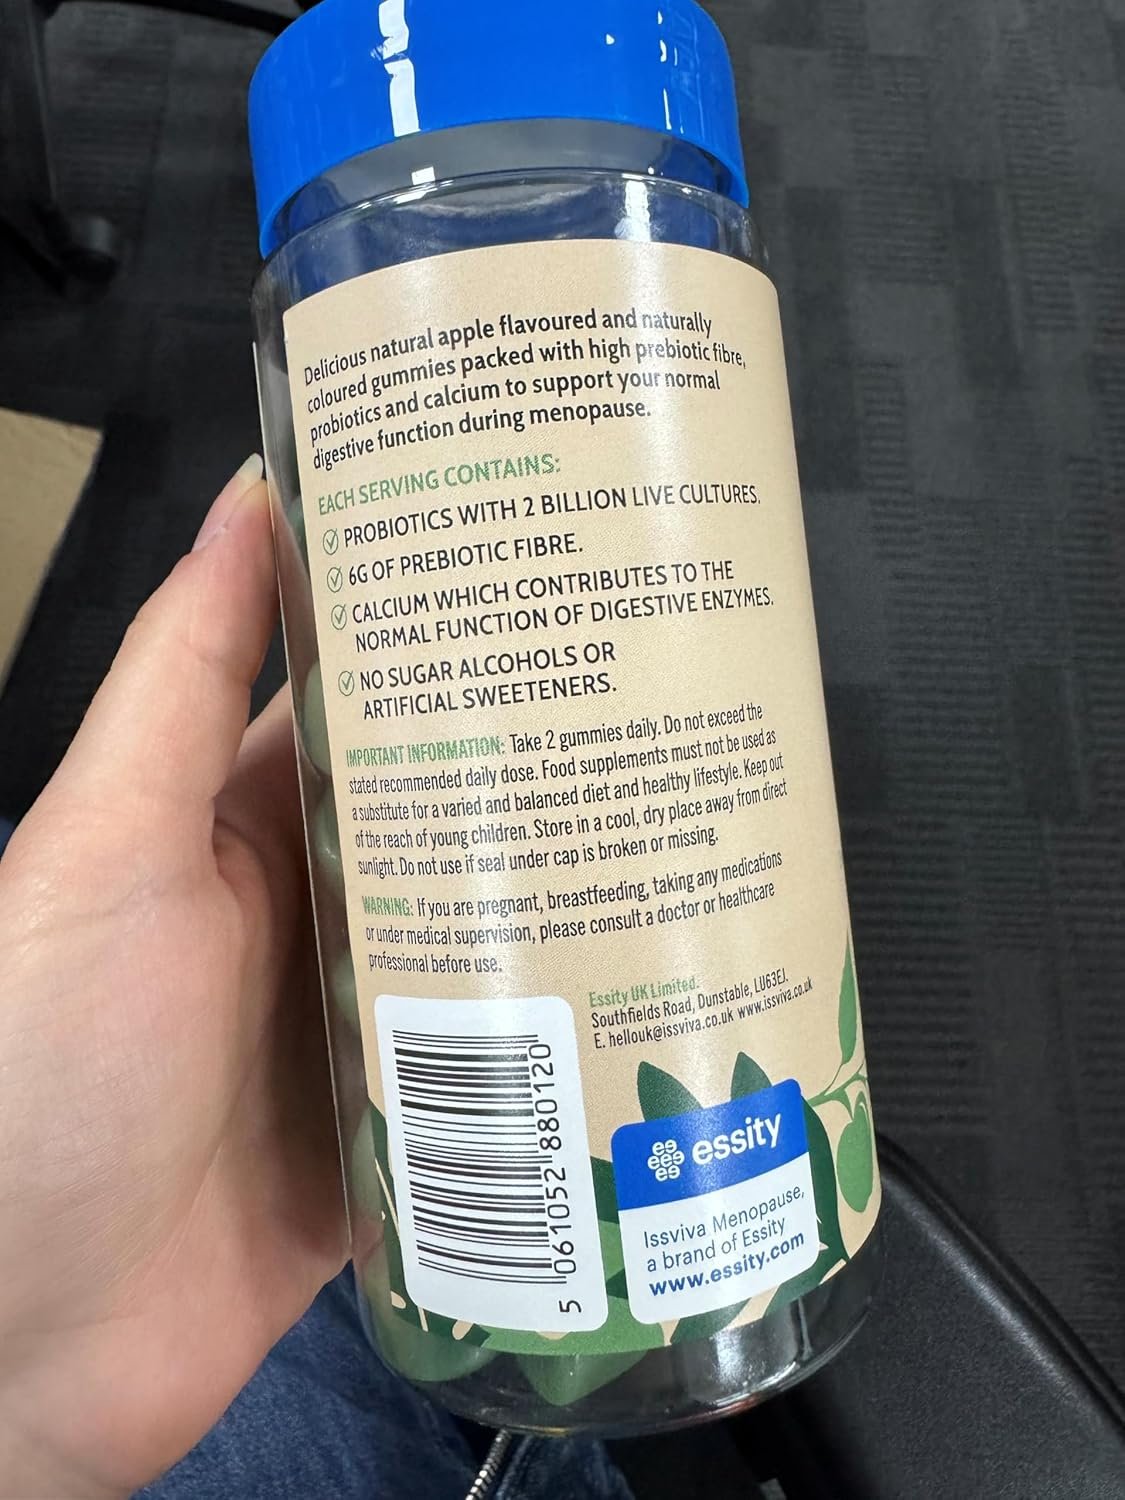 Delicious natural apple flavoured and naturally
coloured gummies packed with high prebiotic fibre,
probiotics and calcium to support your normal
digestive function during menopause.
EACH SERVING CONTAINS:
PROBIOTICS WITH 2 BILLION LIVE CULTURES.
6G OF PREBIOTIC FIBRE.
CALCIUM WHICH CONTRIBUTES TO THE
NORMAL FUNCTION OF DIGESTIVE ENZYMES.
NO SUGAR ALCOHOLS OR
ARTIFICIAL SWEETENERS.
IMPORTANT INFORMATION: Take 2 gummies daily. Do not exceed the
stated recommended daily dose. Food supplements must not be used as
a substitute for a varied and balanced diet and healthy lifestyle. Keep out
of the reach of young children. Store in a cool, dry place away from direct
sunlight. Do not use if seal under cap is broken or missing.
WARNING: If you are pregnant, breastfeeding, taking any medications
or under medical supervision, please consult a doctor or healthcare
professional before use.
Essity UK Limited.
Southfields Road, Dunstable, LU63EJ.
E. hellouk@issviva.co.uk www.issviva.co.uk
5 061052 880120
essity
Issviva Menopause,
a brand of Essity
www.essity.com